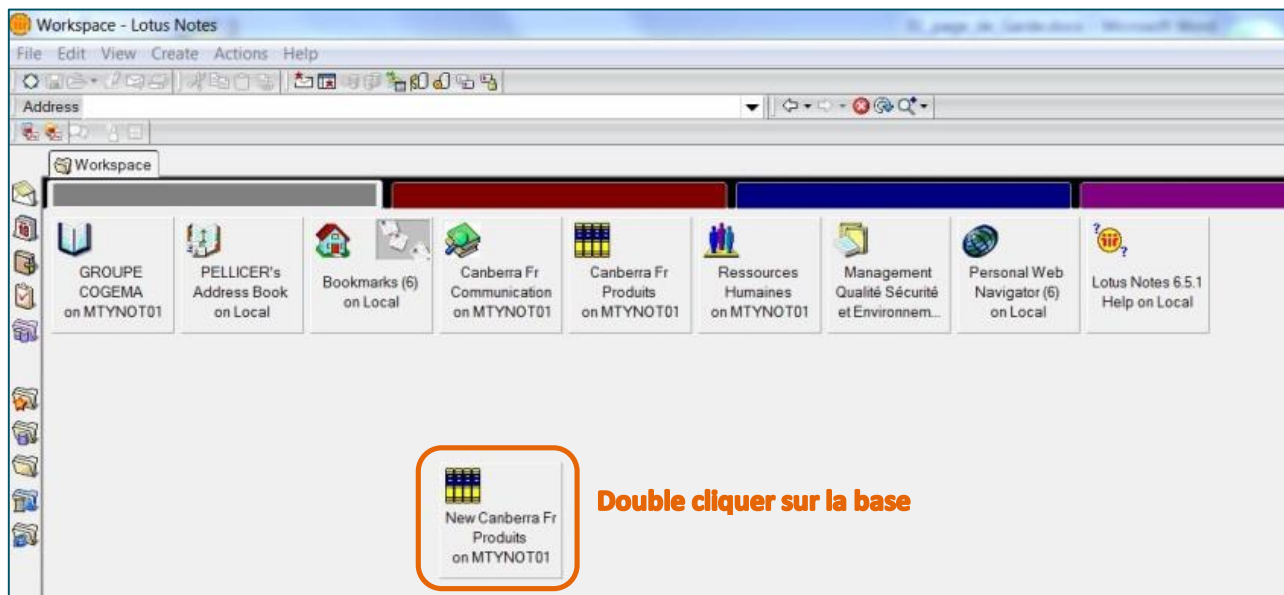 Workspace - Lotus Notes
File Edit View Create Actions Help
Address
Workspace
GROUPE
COGEMA
on MTYNOT01
PELLICER's
Address Book
on Local
Bookmarks (6)
on Local
Canberra Fr
Communication
on MTYNOT01
Canberra Fr
Produits
on MTYNOT01
Ressources
Humaines
on MTYNOT01
Management
Qualité Sécurité
et Environnem...
Personal Web
Navigator (6)
on Local
Lotus Notes 6.5.1
Help on Local
New Canberra Fr
Produits
on MTYNOT01
Double cliquer sur la base